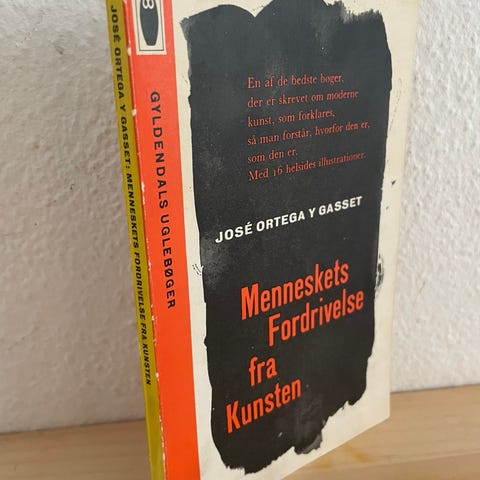 JOSÉ ORTEGA Y GASSET: MENNESKETS FORDRIVELSE FRA KUNSTEN
8
GYLDENDALS UGLEBØGER
En af de bedste bøger,
der er skrevet om moderne
kunst, som forklares,
så man forstår, hvorfor den er,
som den er.
Med 16 helsides illustrationer.
JOSÉ ORTEGA Y GASSET
Menneskets
Fordrivelse
fra
Kunsten